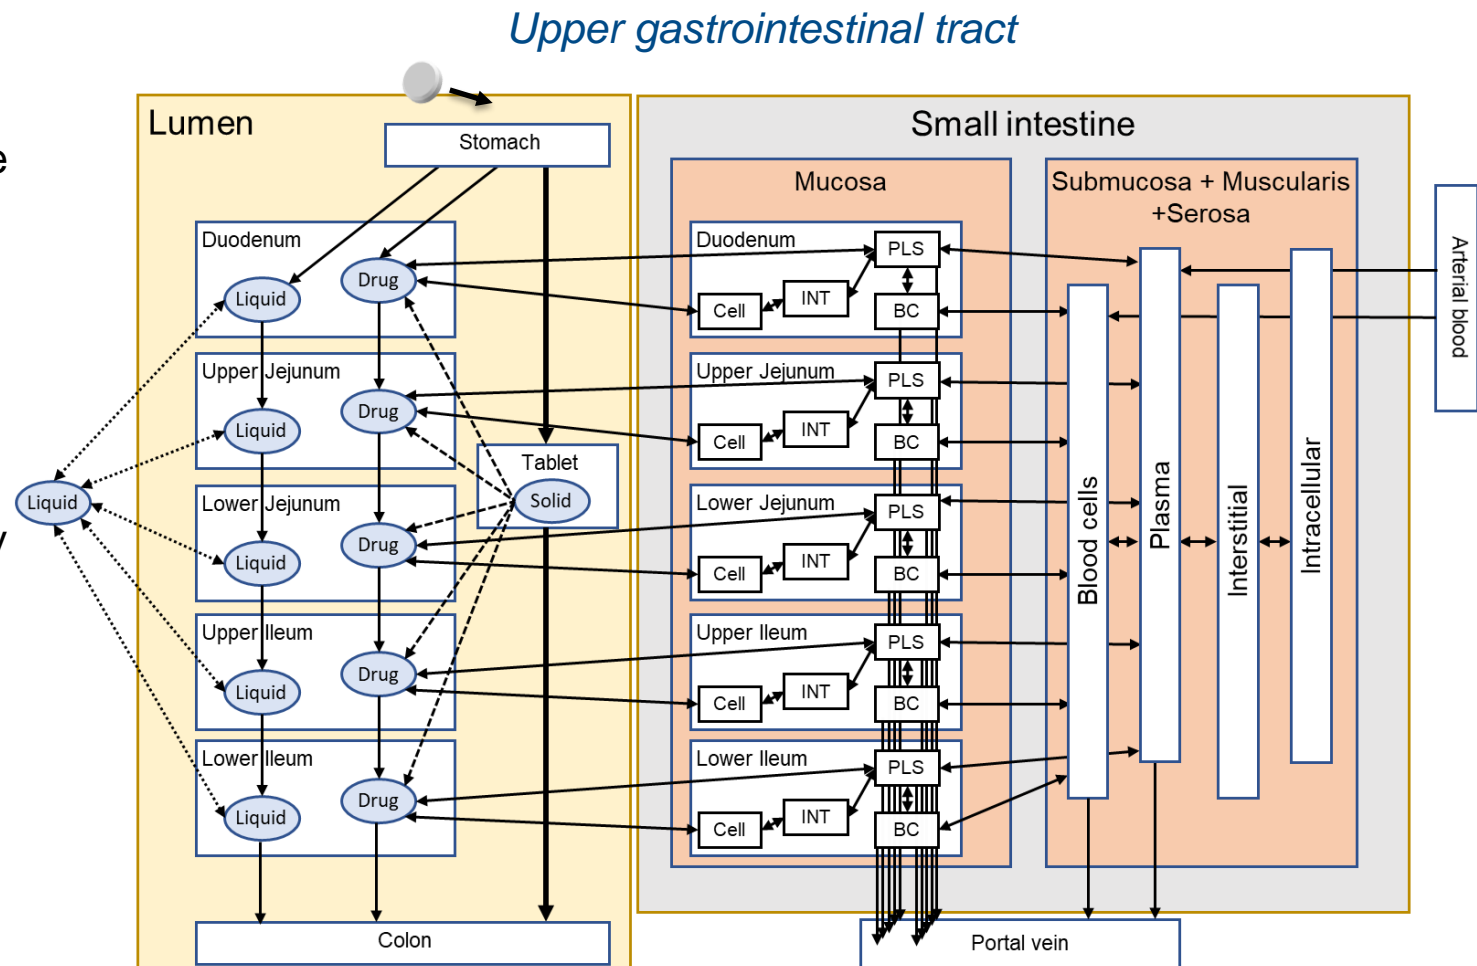 Upper gastrointestinal tract
e
y
Lumen
Stomach
Duodenum
Liquid
Drug
Upper Jejunum
Liquid
Drug
Tablet
Solid
Liquid
Lower Jejunum
Liquid
Drug
Upper Ileum
Liquid
Drug
Lower Ileum
Liquid
Drug
Colon
Small intestine
Mucosa
Duodenum
PLS
Cell
INT
BC
Upper Jejunum
PLS
Cell
INT
BC
Lower Jejunum
PLS
Cell
INT
BC
Upper Ileum
PLS
Cell
INT
BC
Lower Ileum
PLS
Cell
INT
BC
Submucosa + Muscularis
+Serosa
Blood cells
Plasma
Interstitial
Intracellular
Arterial blood
Portal vein